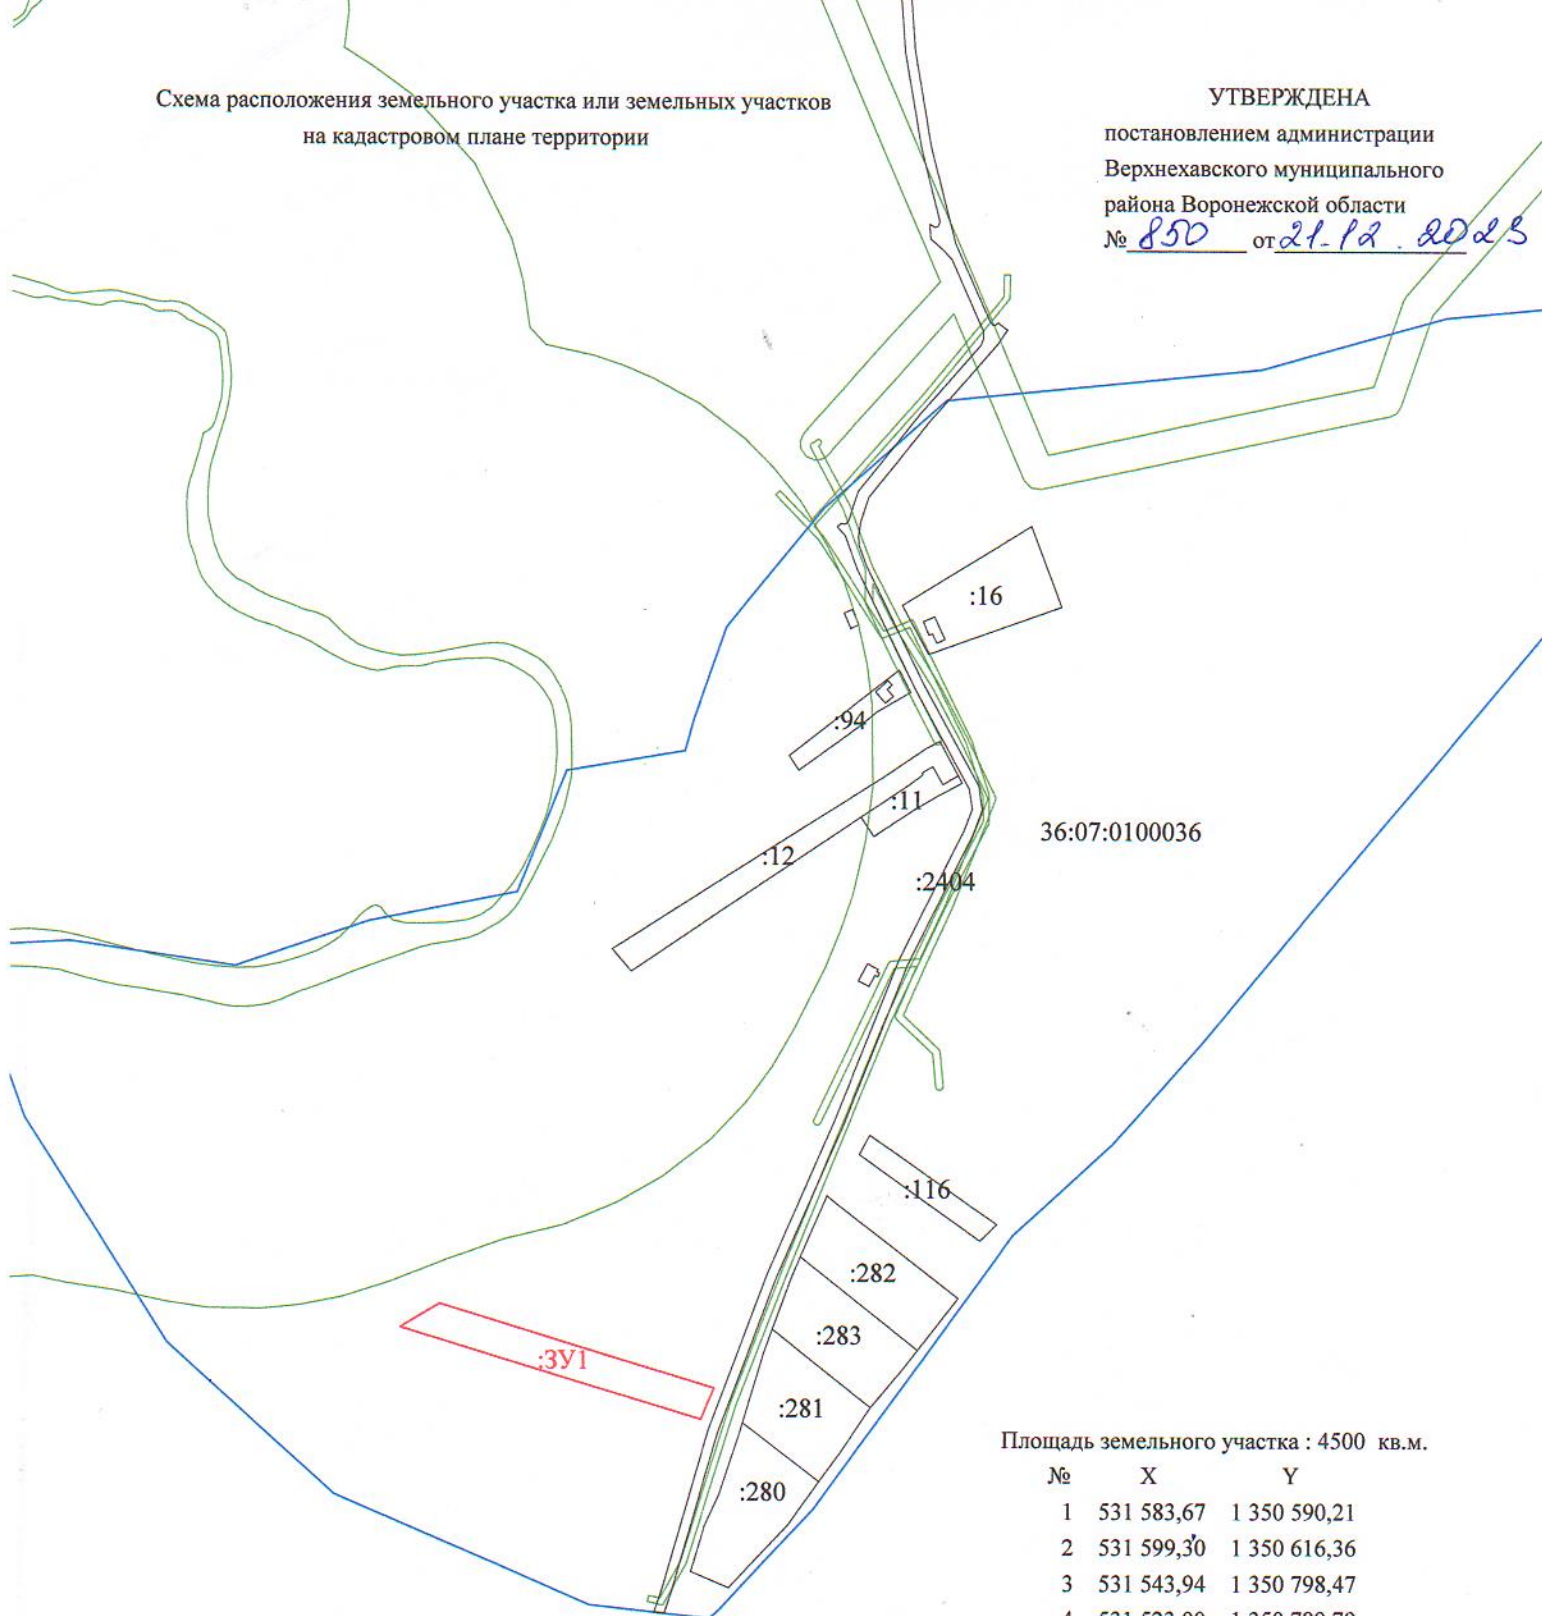 Схема расположения земельного участка или земельных участков
на кадастровом плане территории
УТВЕРЖДЕНА
постановлением администрации
Верхнехавского муниципального
района Воронежской области
№ 850 от 21.12.2023
:16
:94
:11
:12
36:07:0100036
:2404
:116
:282
:283
:ЗУ1
:281
:280
Площадь земельного участка : 4500 кв.м.
№ X Y
1 531 583,67 1 350 590,21
2 531 599,30 1 350 616,36
3 531 543,94 1 350 798,47